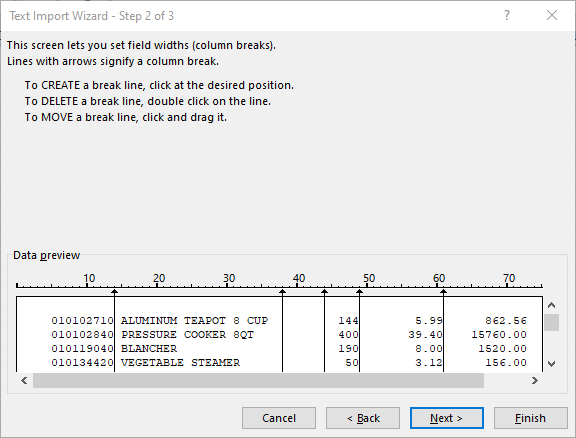 Text Import Wizard - Step 2 of 3 ?
This screen lets you set field widths (column breaks).
Lines with arrows signify a column break.
To CREATE a break line, click at the desired position.
To DELETE a break line, double click on the line.
To MOVE a break line, click and drag it.
Data preview
10 20 30 40 50 60 70
010102710 ALUMINUM TEAPOT 8 CUP 144 5.99 862.56
010102840 PRESSURE COOKER 8QT 400 39.40 15760.00
010119040 BLANCHER 190 8.00 1520.00
010134420 VEGETABLE STEAMER 50 3.12 156.00
Cancel < Back Next > Finish